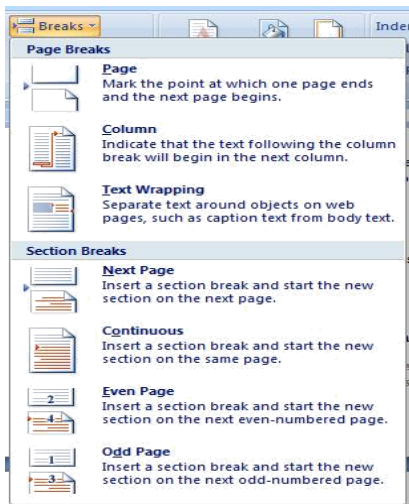 Breaks
Inde
Page Breaks
Page
Mark the point at which one page ends
and the next page begins.
Column
Indicate that the text following the column
break will begin in the next column.
Text Wrapping
Separate text around objects on web
pages, such as caption text from body text.
Section Breaks
Next Page
Insert a section break and start the new
section on the next page.
Continuous
Insert a section break and start the new
section on the same page.
2
4
Even Page
Insert a section break and start the new
section on the next even-numbered page.
1
3
Odd Page
Insert a section break and start the new
section on the next odd-numbered page.